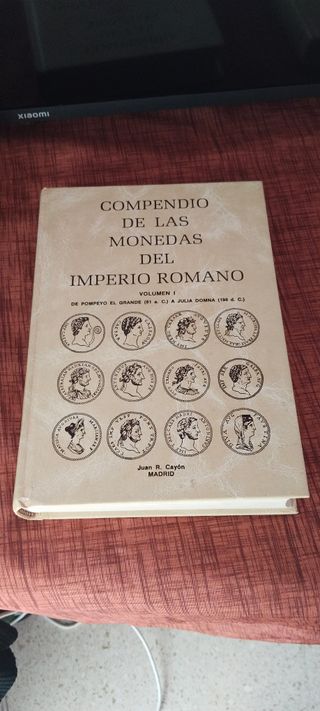 xiaomi
COMPENDIO
DE LAS
MONEDAS
DEL
IMPERIO ROMANO
VOLUMEN I
DE POMPEYO EL GRANDE (81 a. C.) A JULIA DOMNA (198 d. C.)
Juan R. Cayón
MADRID